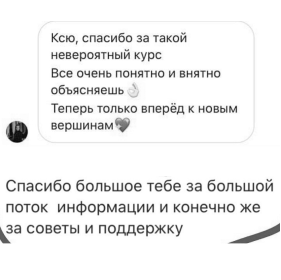 Ксю, спасибо за такой
невероятный курс
Все очень понятно и внятно
объясняешь👌🏻
Теперь только вперёд к новым
вершинам💖
Спасибо большое тебе за большой
поток информации и конечно же
за советы и поддержку